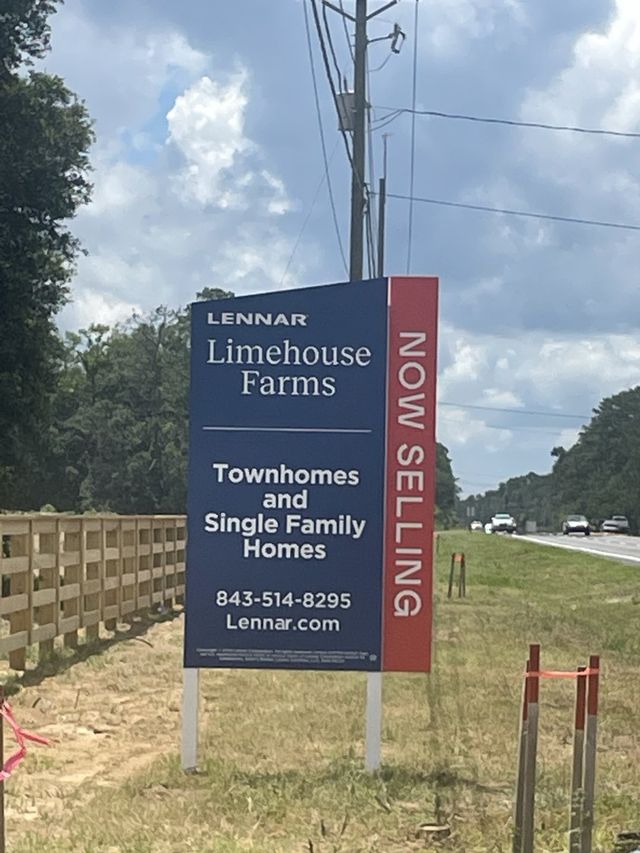 LENNAR
Limehouse
Farms
Townhomes
and
Single Family
Homes
843-514-8295
Lennar.com
NOW SELLING